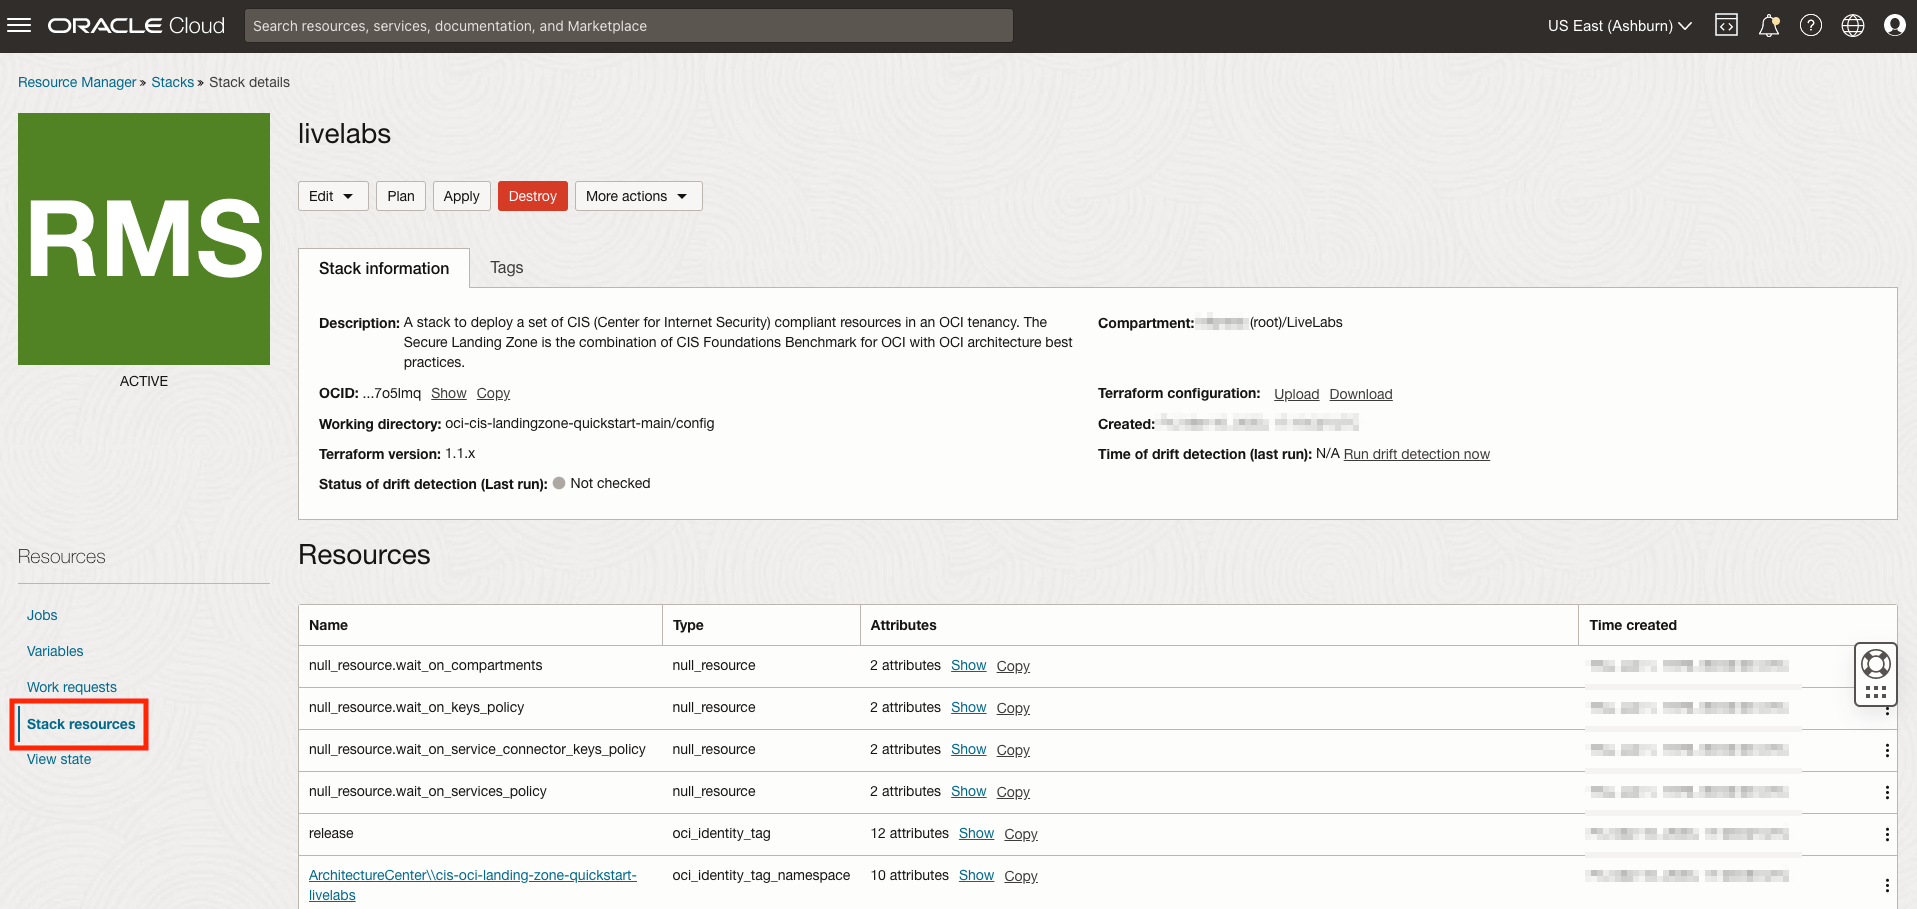 ORACLE Cloud
Search resources, services, documentation, and Marketplace
US East (Ashburn)
Resource Manager » Stacks » Stack details
RMS
ACTIVE
livelabs
Edit
Plan
Apply
Destroy
More actions
Stack information
Tags
Description: A stack to deploy a set of CIS (Center for Internet Security) compliant resources in an OCI tenancy. The
Secure Landing Zone is the combination of CIS Foundations Benchmark for OCI with OCI architecture best
practices.
OCID: ...7o5lmq Show Copy
Working directory: oci-cis-landingzone-quickstart-main/config
Terraform version: 1.1.x
Status of drift detection (Last run): Not checked
Compartment: (root)/LiveLabs
Terraform configuration: Upload Download
Created:
Time of drift detection (last run): N/A Run drift detection now
Resources
Jobs
Variables
Work requests
Stack resources
View state
Resources
Name Type Attributes Time created
null_resource.wait_on_compartments null_resource 2 attributes Show Copy
null_resource.wait_on_keys_policy null_resource 2 attributes Show Copy
null_resource.wait_on_service_connector_keys_policy null_resource 2 attributes Show Copy
null_resource.wait_on_services_policy null_resource 2 attributes Show Copy
release oci_identity_tag 12 attributes Show Copy
ArchitectureCenter\\cis-oci-landing-zone-quickstart- oci_identity_tag_namespace 10 attributes Show Copy
livelabs